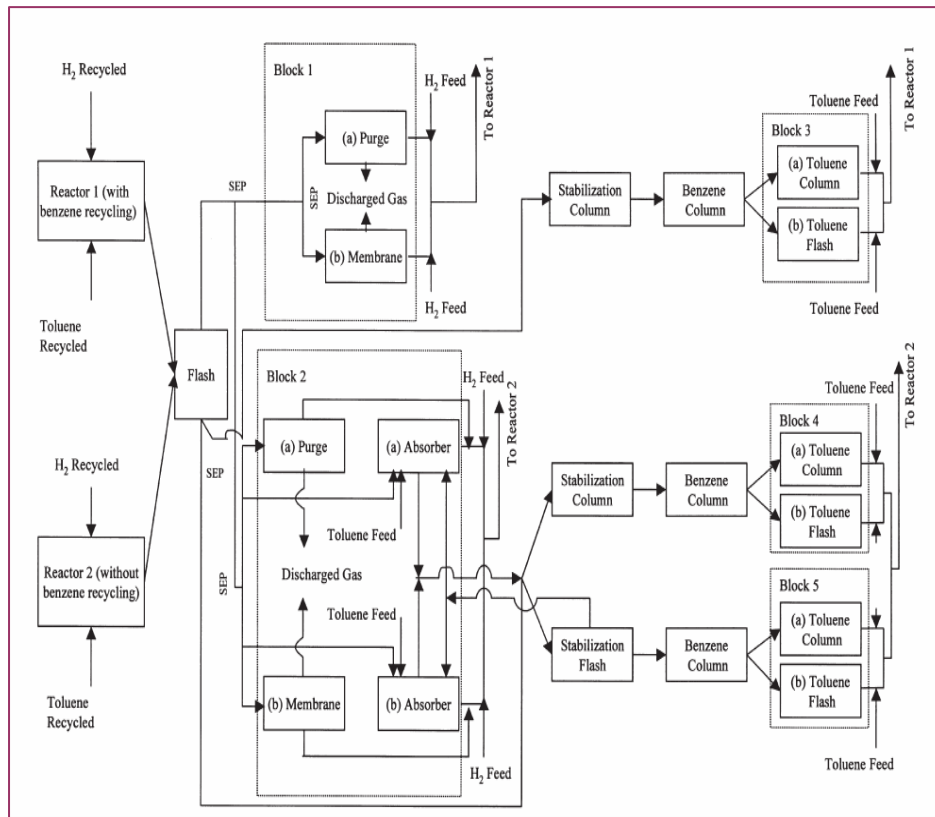 H₂ Recycled
Reactor 1 (with
benzene recycling)
Toluene
Recycled
H₂ Recycled
Reactor 2 (without
benzene recycling)
Toluene
Recycled
Flash
SEP
SEP
SEP
SEP
Block 1
(a) Purge
Discharged Gas
(b) Membrane
H₂ Feed
H₂ Feed
To Reactor 1
Block 2
(a) Purge
(a) Absorber
Toluene Feed
Discharged Gas
Toluene Feed
(b) Membrane
(b) Absorber
H₂ Feed
H₂ Feed
To Reactor 2
Stabilization
Column
Benzene
Column
Toluene Feed
Block 3
(a) Toluene
Column
(b) Toluene
Flash
Toluene Feed
To Reactor 1
Stabilization
Column
Benzene
Column
Toluene Feed
Block 4
(a) Toluene
Column
(b) Toluene
Flash
To Reactor 2
Stabilization
Flash
Benzene
Column
Block 5
(a) Toluene
Column
(b) Toluene
Flash
Toluene Feed